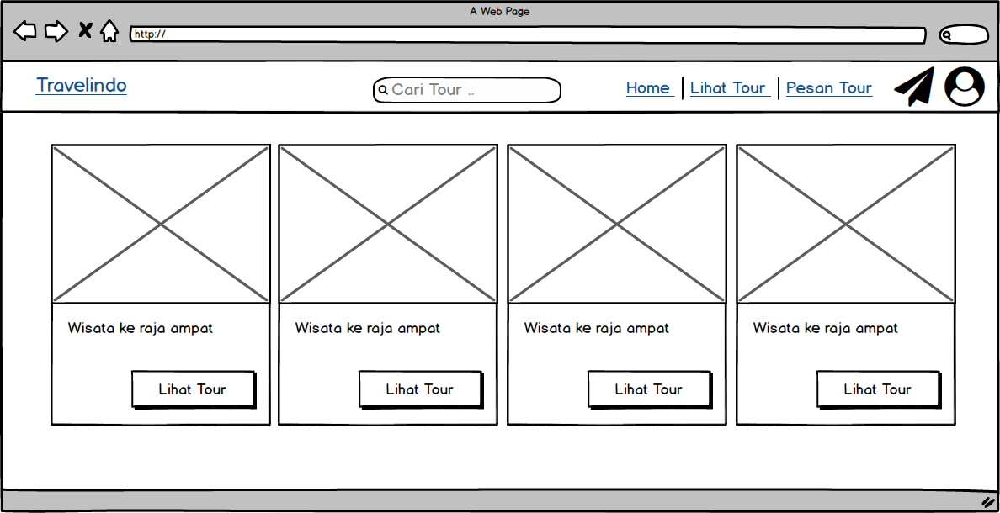 A Web Page
http://
Travelindo
Cari Tour ..
Home
Lihat Tour
Pesan Tour
Wisata ke raja ampat
Wisata ke raja ampat
Wisata ke raja ampat
Wisata ke raja ampat
Lihat Tour
Lihat Tour
Lihat Tour
Lihat Tour